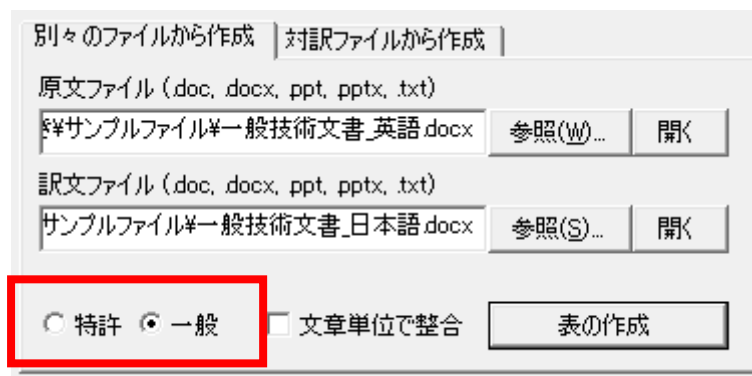 別々のファイルから作成 対訳ファイルから作成
原文ファイル (.doc, .docx, .ppt, .pptx, .txt)
¥サンプルファイル¥一般技術文書_英語.docx 参照(W)... 開く
訳文ファイル (.doc, .docx, .ppt, .pptx, .txt)
サンプルファイル¥一般技術文書_日本語.docx 参照(S)... 開く
特許 一般 文章単位で整合 表の作成